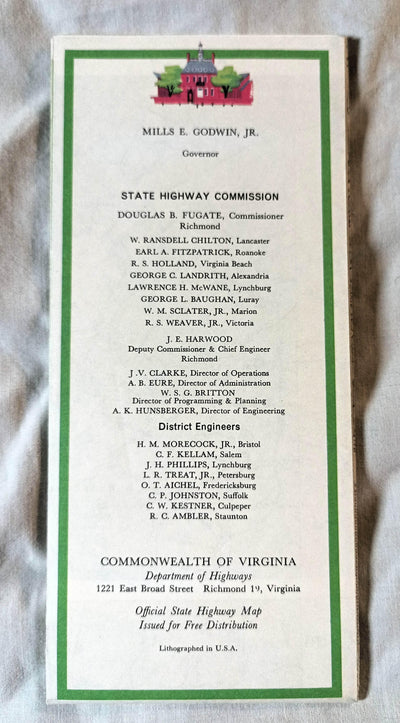 MILLS E. GODWIN, JR.
Governor
STATE HIGHWAY COMMISSION
DOUGLAS B. FUGATE, Commissioner
Richmond
W. RANSDELL CHILTON, Lancaster
EARL A. FITZPATRICK, Roanoke
R. S. HOLLAND, Virginia Beach
GEORGE C. LANDRITH, Alexandria
LAWRENCE H. McWANE, Lynchburg
GEORGE L. BAUGHAN, Luray
W. M. SCLATER, JR., Marion
R. S. WEAVER, JR., Victoria
J. E. HARWOOD
Deputy Commissioner & Chief Engineer
Richmond
J .V. CLARKE, Director of Operations
A. B. EURE, Director of Administration
W. S. G. BRITTON
Director of Programming & Planning
A. K. HUNSBERGER, Director of Engineering
District Engineers
H. M. MORECOCK, JR., Bristol
C. F. KELLAM, Salem
J. H. PHILLIPS, Lynchburg
L. R. TREAT, JR., Petersburg
O. T. AICHEL, Fredericksburg
C. P. JOHNSTON, Suffolk
C. W. KESTNER, Culpeper
R. C. AMBLER, Staunton
COMMONWEALTH OF VIRGINIA
Department of Highways
1221 East Broad Street Richmond Virginia
Official State Highway Map
Issued for Free Distribution
Lithographed in U.S.A.